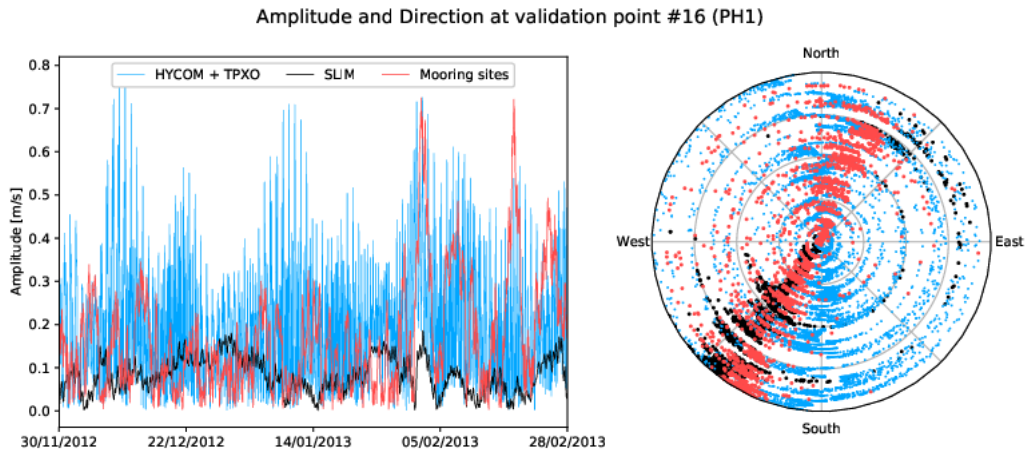 Amplitude and Direction at validation point #16 (PH1)
HYCOM + TPXO
SLIM
Mooring sites
Amplitude [m/s]
0.8
0.7
0.6
0.5
0.4
0.3
0.2
0.1
0.0
30/11/2012
22/12/2012
14/01/2013
05/02/2013
28/02/2013
North
West
East
South